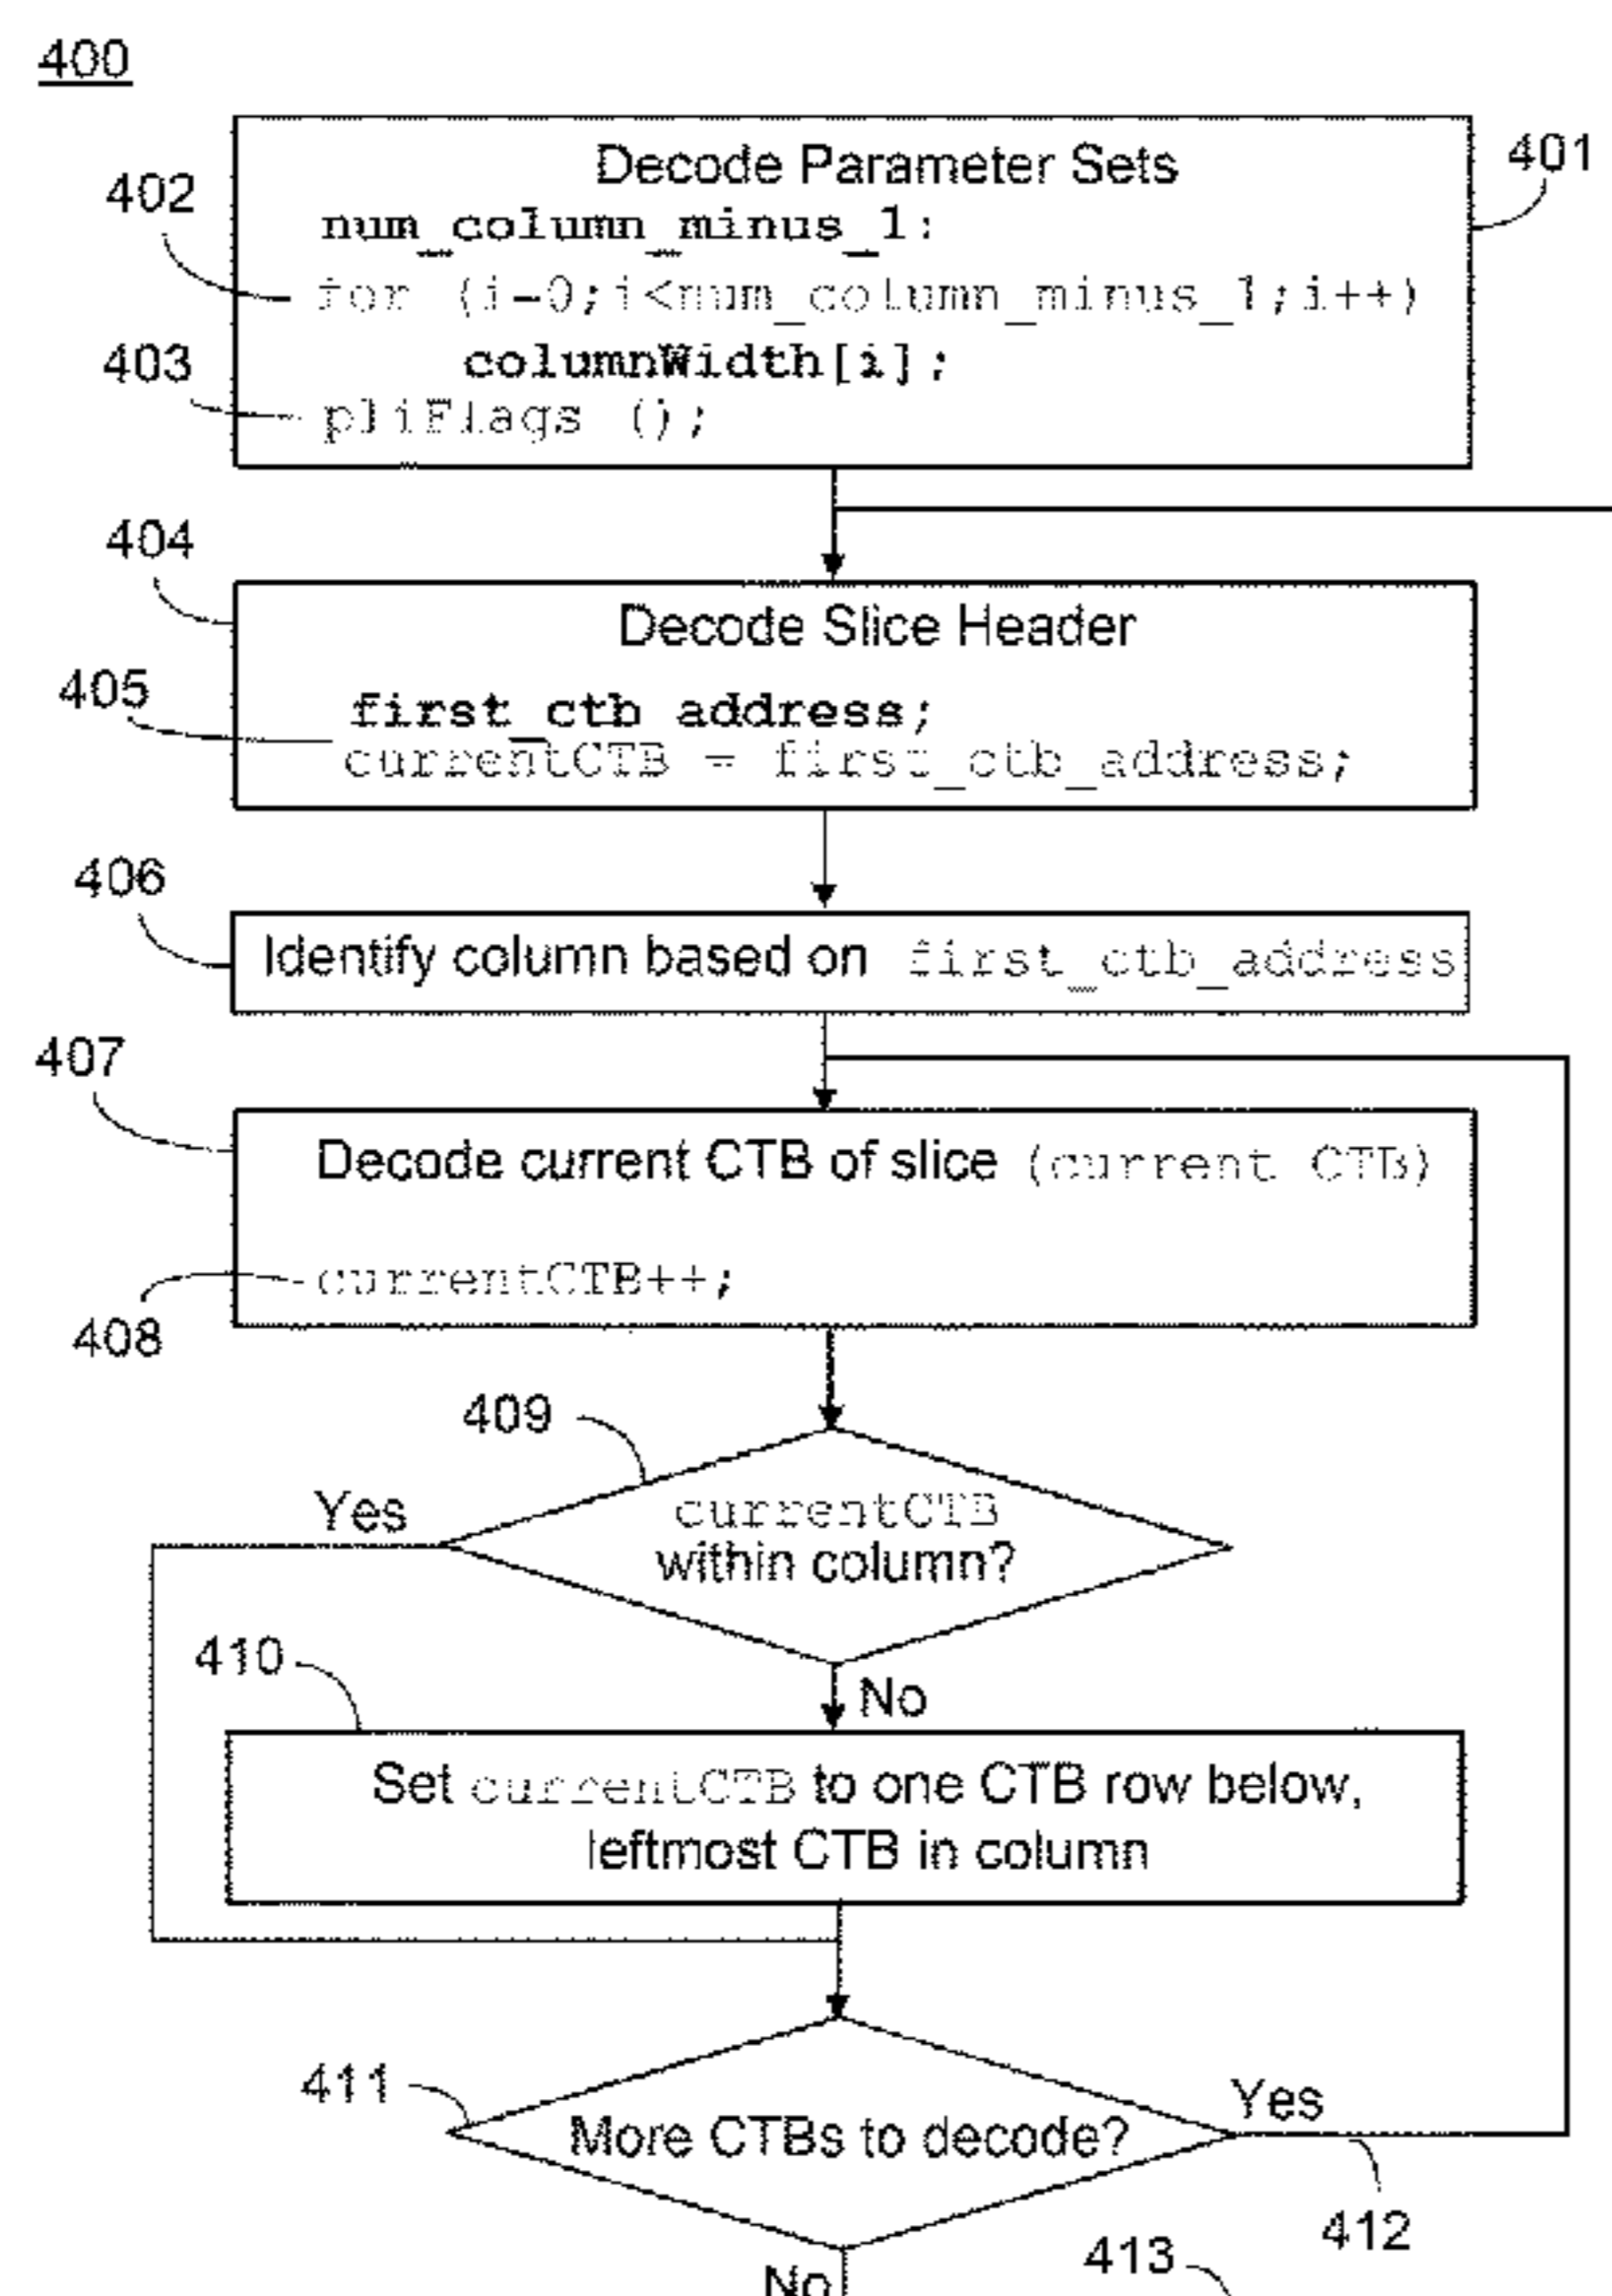 400
Decode Parameter Sets
401
402
num_column_minus_1:
for (i=0;i<num_column_minus_1;i++)
403
columnWidth[i];
pliFlags ();
404
Decode Slice Header
405
first_ctb_address;
currentCTB = first_ctb_address;
406
Identify column based on first_ctb_address
407
Decode current CTB of slice (current CTB)
currentCTB++;
408
409
Yes
currentCTB
within column?
410
No
Set currentCTB to one CTB row below,
leftmost CTB in column
411
Yes
More CTBs to decode?
412
413
No